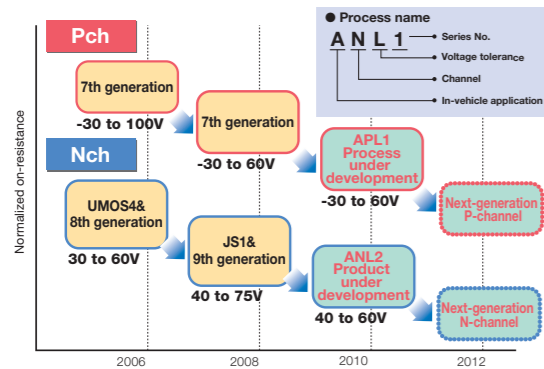 Pch
● Process name
A N L 1
Series No.
Voltage tolerance
Channel
In-vehicle application
7th generation
-30 to 100V
7th generation
-30 to 60V
APL1
Process
under
development
-30 to 60V
Next-generation
P-channel
Nch
UMOS4&
8th generation
30 to 60V
JS1&
9th generation
40 to 75V
ANL2
Product
under
development
40 to 60V
Next-generation
N-channel
Normalized on-resistance
2006
2008
2010
2012